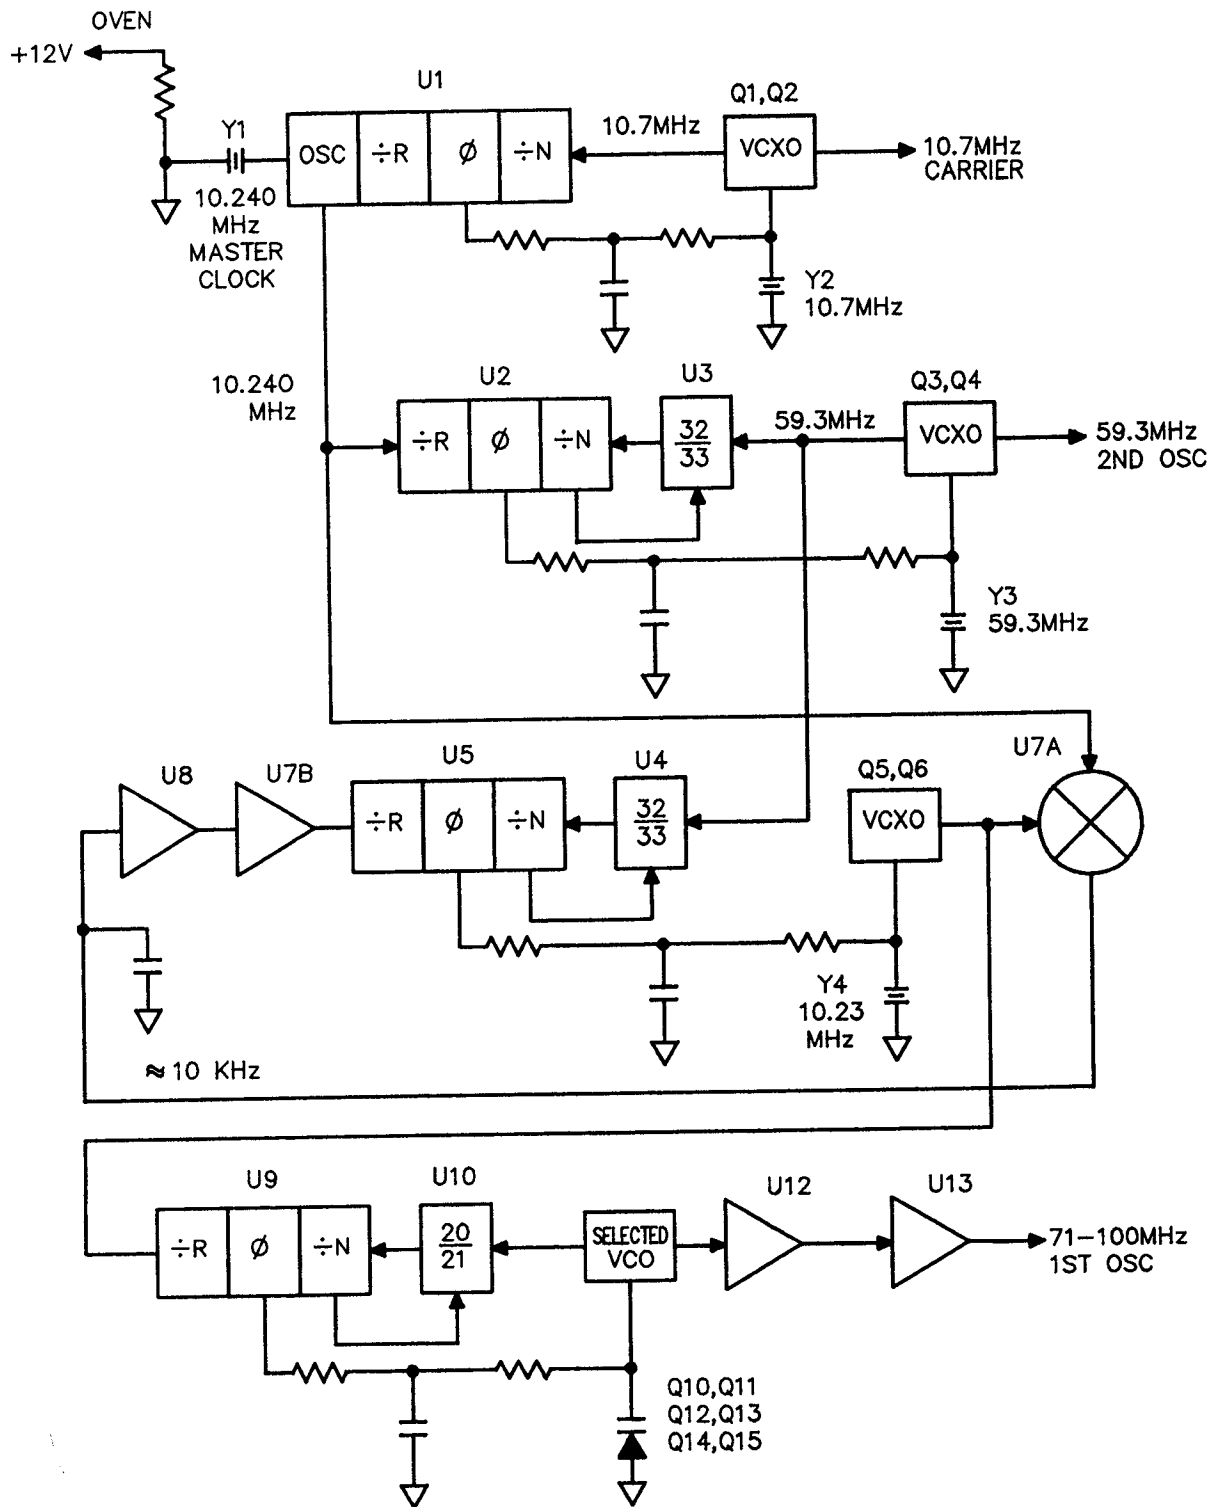 OVEN
+12V
U1
Y1
OSC
÷R
Ø
÷N
10.7MHz
Q1,Q2
VCXO
10.7MHz
CARRIER
10.240
MHz
MASTER
CLOCK
Y2
10.7MHz
10.240
MHz
U2
÷R
Ø
÷N
U3
32
33
59.3MHz
Q3,Q4
VCXO
59.3MHz
2ND OSC
Y3
59.3MHz
U8
U7B
U5
÷R
Ø
÷N
U4
32
33
Q5,Q6
VCXO
U7A
Y4
10.23
MHz
≈10 KHz
U9
÷R
Ø
÷N
U10
20
21
SELECTED
VCO
U12
U13
71-100MHz
1ST OSC
Q10,Q11
Q12,Q13
Q14,Q15